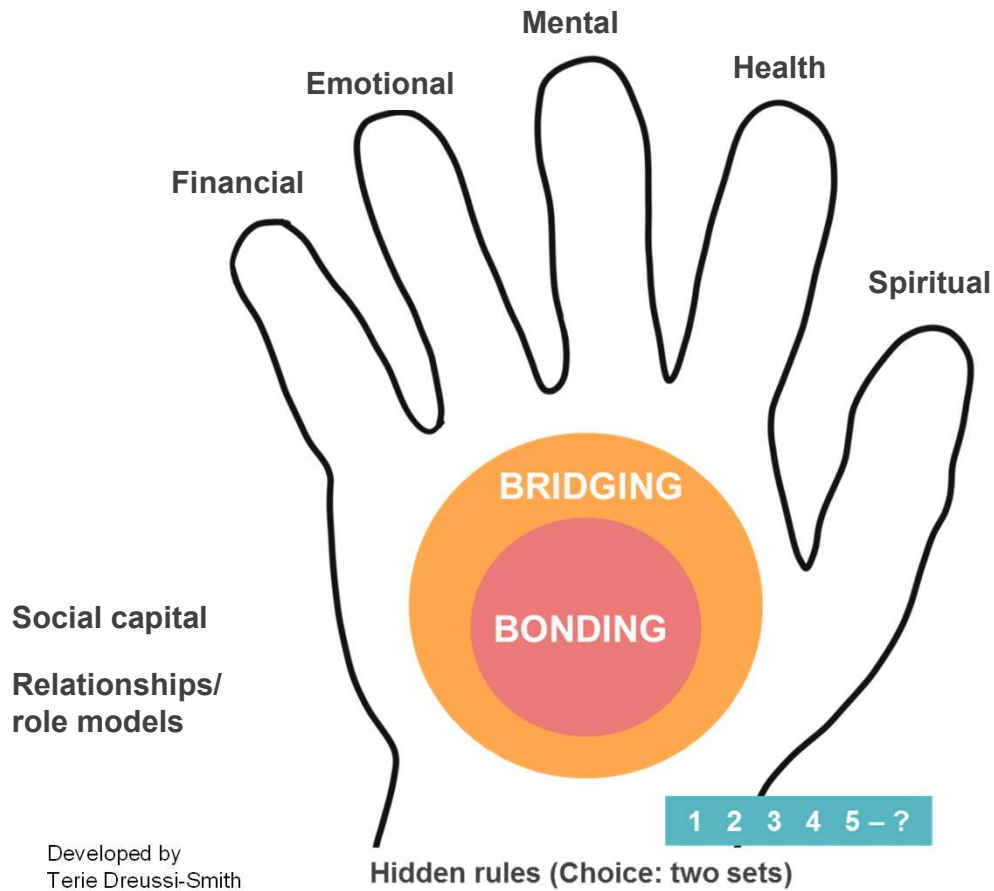 Mental
Health
Emotional
Financial
Spiritual
BRIDGING
BONDING
Social capital
Relationships/
role models
1 2 3 4 5 – ?
Developed by
Terie Dreussi-Smith
Hidden rules (Choice: two sets)